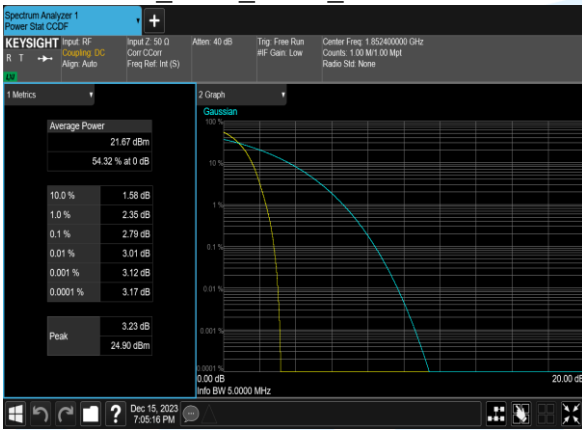 Spectrum Analyzer 1
Power Stat CCDF
+
KEYSIGHT
R T
LV
Input: RF
Coupling: DC
Align: Auto
Input Z: 50 Ω
Corr CCorr
Freq Ref: Int (S)
Atten: 40 dB
Trig: Free Run
#IF Gain: Low
Center Freq: 1.852400000 GHz
Counts: 1.00 M/1.00 Mpt
Radio Std: None
1 Metrics
Average Power
21.67 dBm
54.32 % at 0 dB
10.0 % 1.58 dB
1.0 % 2.35 dB
0.1 % 2.79 dB
0.01 % 3.01 dB
0.001 % 3.12 dB
0.0001 % 3.17 dB
Peak
3.23 dB
24.90 dBm
2 Graph
Gaussian
100 %
10 %
1 %
0.1 %
0.01 %
0.001 %
0.0001 %
0.00 dB
20.00 dB
Info BW 5.0000 MHz
?
Dec 15, 2023
7:05:16 PM